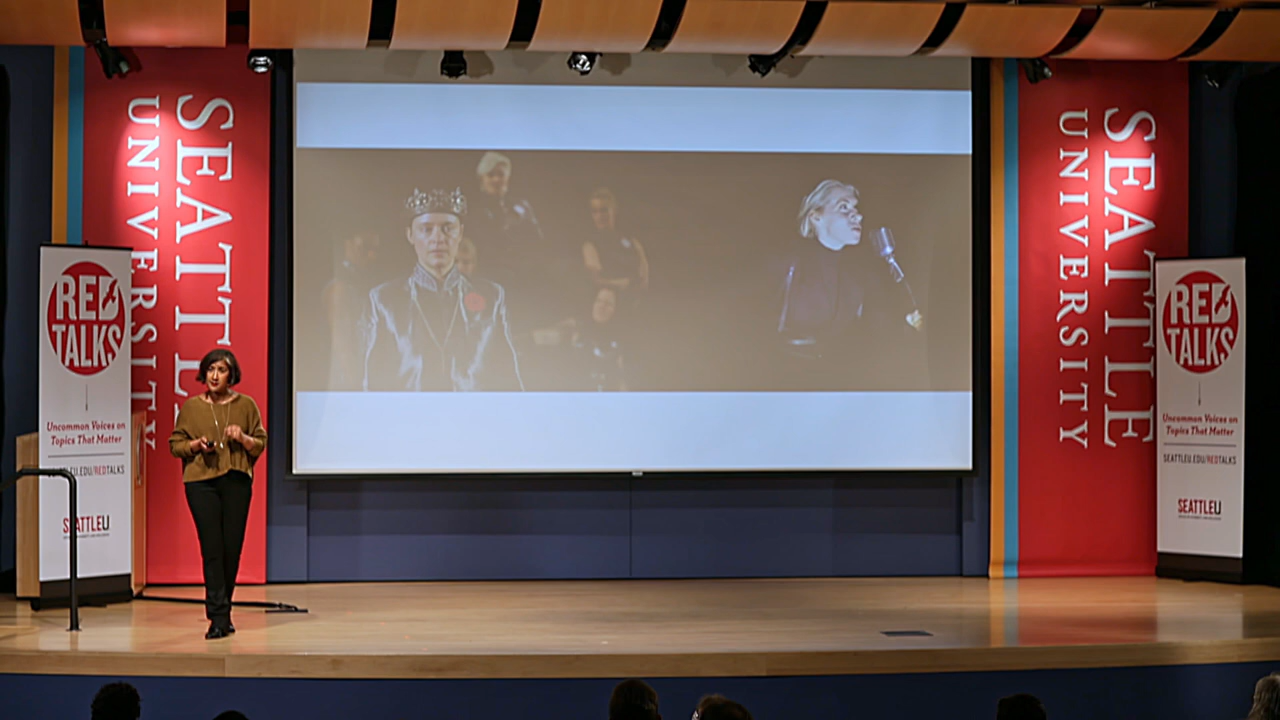 SEATTLE
UNIVERSITY
RED
TALKS
Uncommon Voices on
Topics That Matter
SEATTLEU.EDU/REDTALKS
SEATTLEU
SEATTLE
UNIVERSITY
RED
TALKS
Uncommon Voices on
Topics That Matter
SEATTLEU.EDU/REDTALKS
SEATTLEU